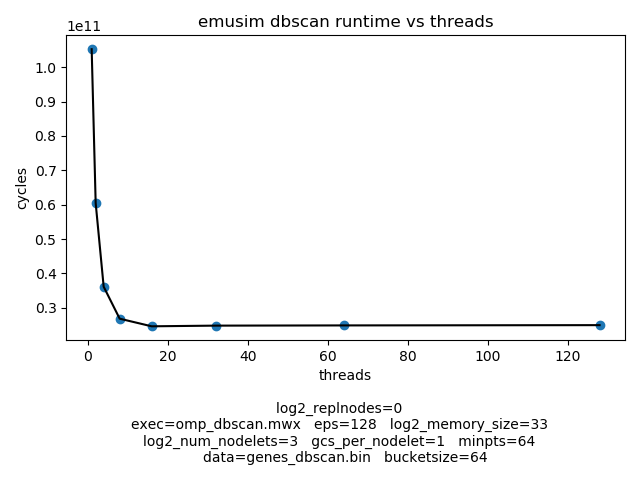 emusim dbscan runtime vs threads
1e11
1.0
0.9
0.8
0.7
0.6
0.5
0.4
0.3
cycles
0 20 40 60 80 100 120
threads
log2_replnodes=0
exec=omp_dbscan.mwx eps=128 log2_memory_size=33
log2_num_nodelets=3 gcs_per_nodelet=1 minpts=64
data=genes_dbscan.bin bucketsize=64